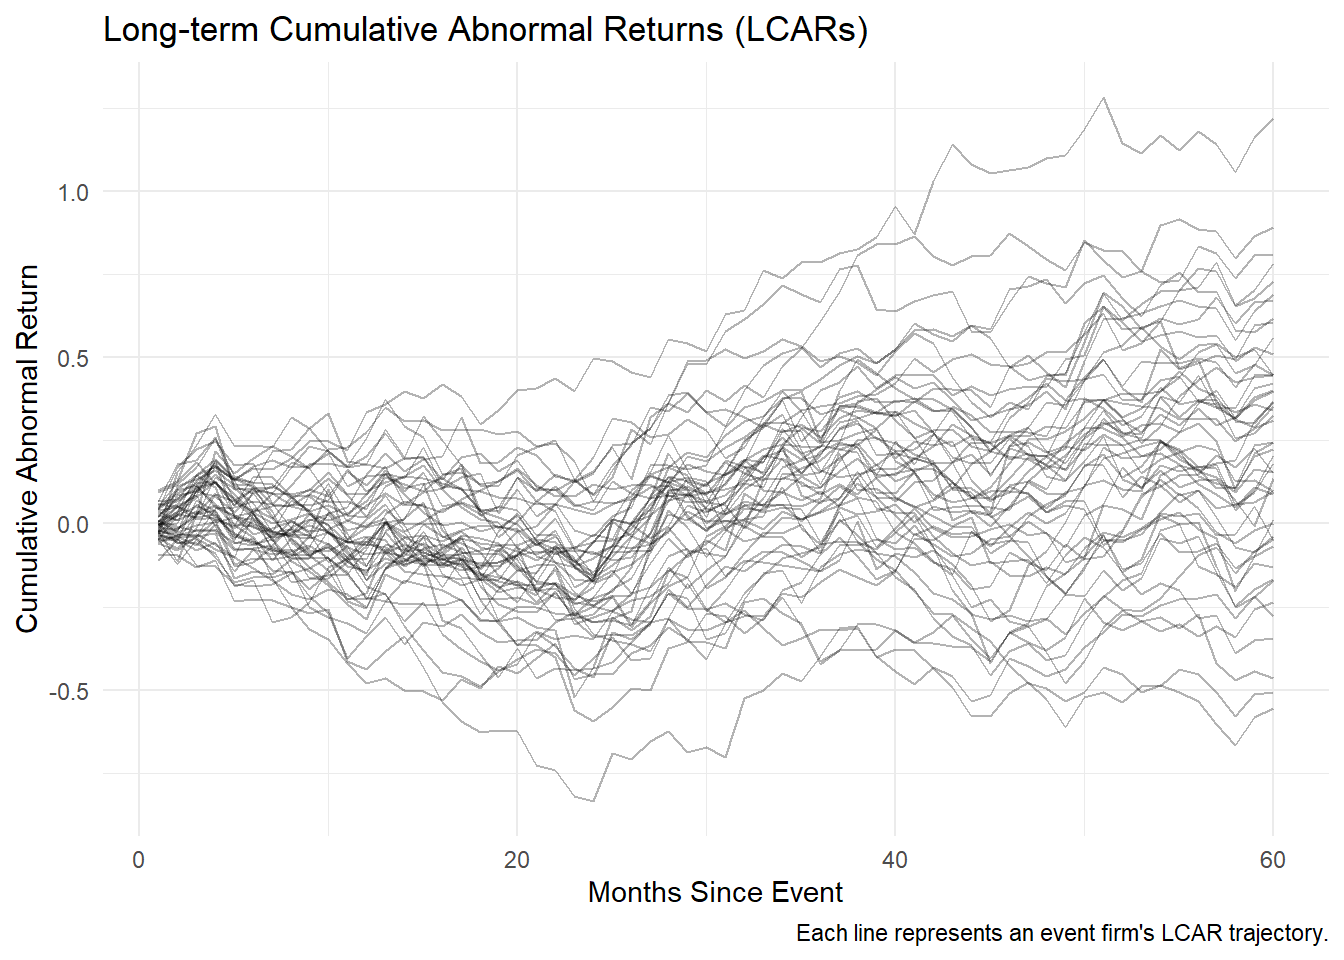 Long-term Cumulative Abnormal Returns (LCARs)
Cumulative Abnormal Return
1.0
0.5
0.0
-0.5
0
20
40
60
Months Since Event
Each line represents an event firm's LCAR trajectory.